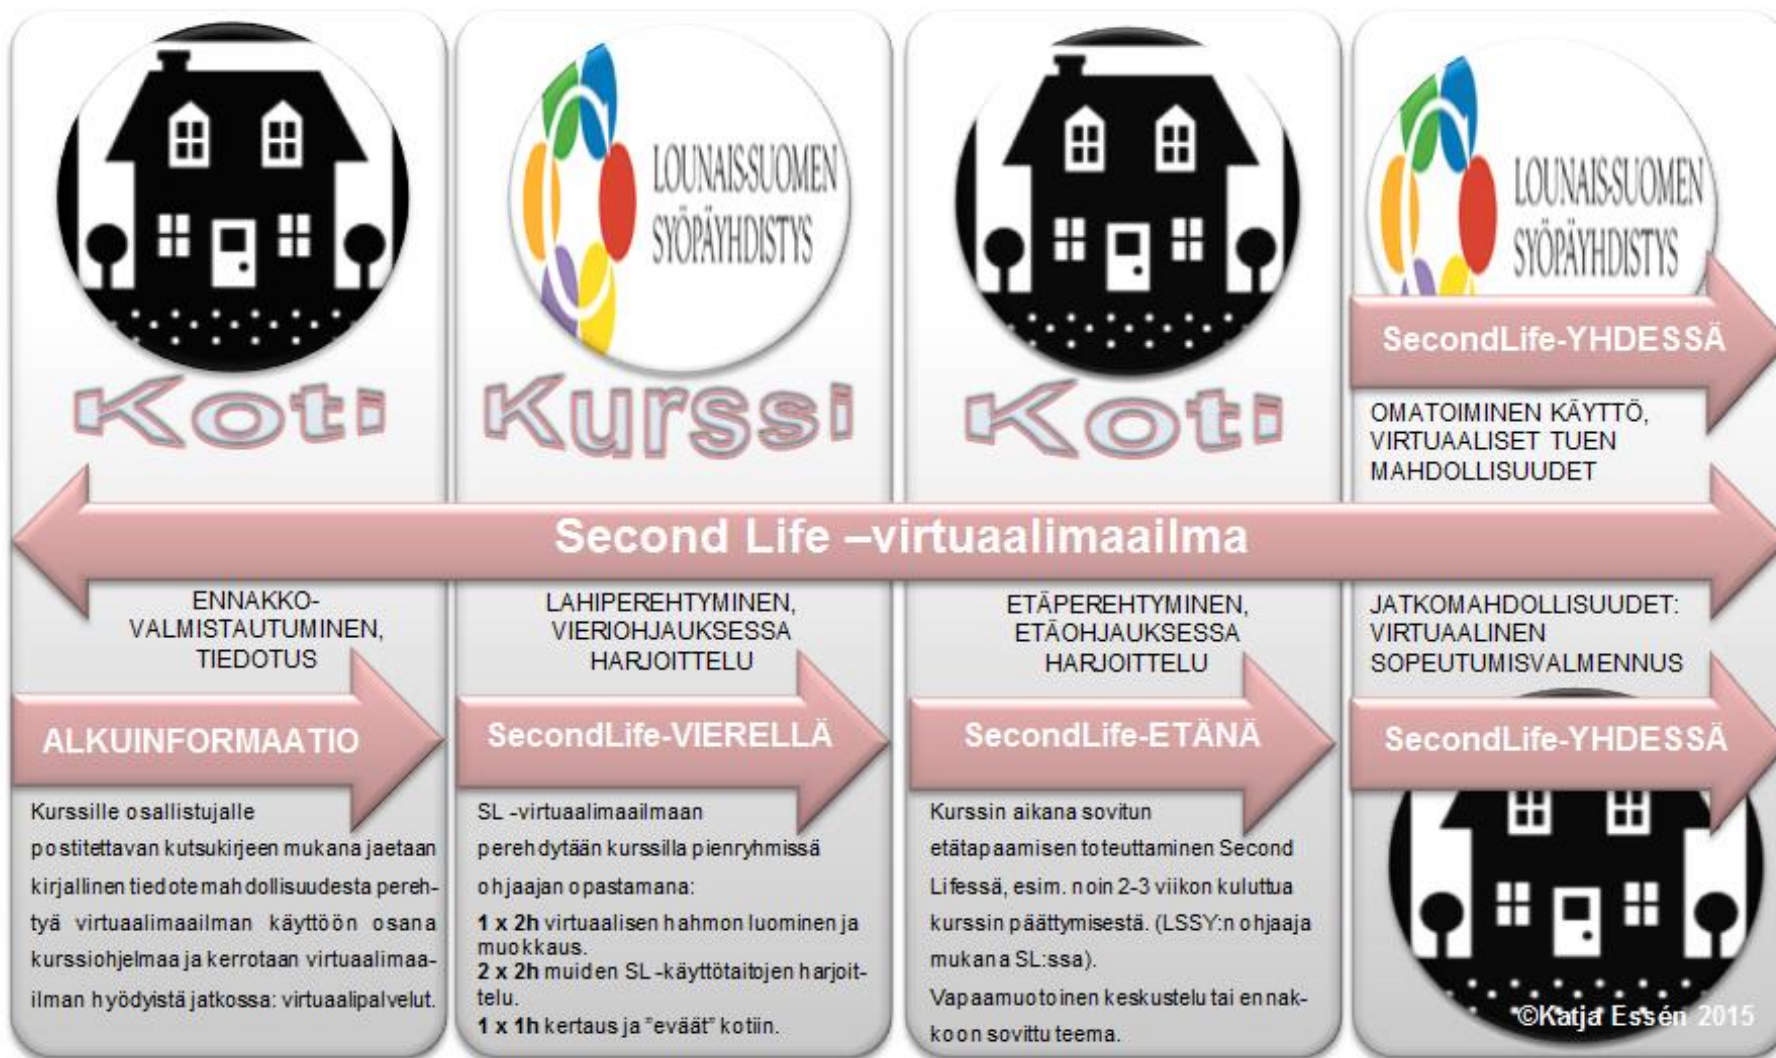 LOUNAIS-SUOMEN
SYÖPÄYHDISTYS
LOUNAIS-SUOMEN
SYÖPÄYHDISTYS
Koti
Kurssi
Koti
SecondLife-YHDESSÄ
OMATOIMINEN KÄYTTÖ,
VIRTUAALISET TUEN
MAHDOLLISUUDET
Second Life –virtuaalimaailma
ENNAKKO-
VALMISTAUTUMINEN,
TIEDOTUS
ALKUINFORMAATIO
Kurssille osallistujalle
postitettavan kutsukirjeen mukana jaetaan
kirjallinen tiedote mahdollisuudesta pereh-
tyä virtuaalimaailman käyttöön osana
kurssiohjelmaa ja kerrotaan virtuaalimaa-
ilman hyödyistä jatkossa: virtuaalipalvelut.
LAHIPEREHTYMINEN,
VIERIOHJAUKSESSA
HARJOITTELU
SecondLife-VIERELLÄ
SL -virtuaalimaailmaan
perehdytään kurssilla pienryhmissä
ohjaajan opastamana:
1 x 2h virtuaalisen hahmon luominen ja
muokkaus.
2 x 2h muiden SL -käyttötaitojen harjoit-
telu.
1 x 1h kertaus ja ”eväät” kotiin.
ETÄPEREHTYMINEN,
ETÄOHJAUKSESSA
HARJOITTELU
SecondLife-ETÄNÄ
Kurssin aikana sovitun
etätapaamisen toteuttaminen Second
Lifessä, esim. noin 2-3 viikon kuluttua
kurssin päättymisestä. (LSSY:n ohjaaja
mukana SL:ssa).
Vapaamuotoinen keskustelu tai ennak-
koon sovittu teema.
JATKOMAHDOLLISUUDET:
VIRTUAALINEN
SOPEUTUMISVALMENNUS
SecondLife-YHDESSÄ
©Katja Essén 2015